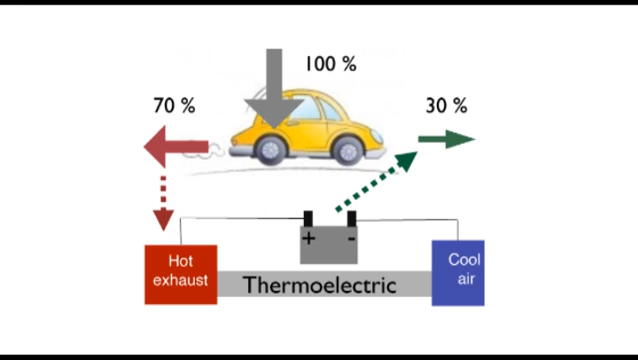 100 %
70 %
30 %
+ -
Hot
exhaust
Thermoelectric
Cool
air